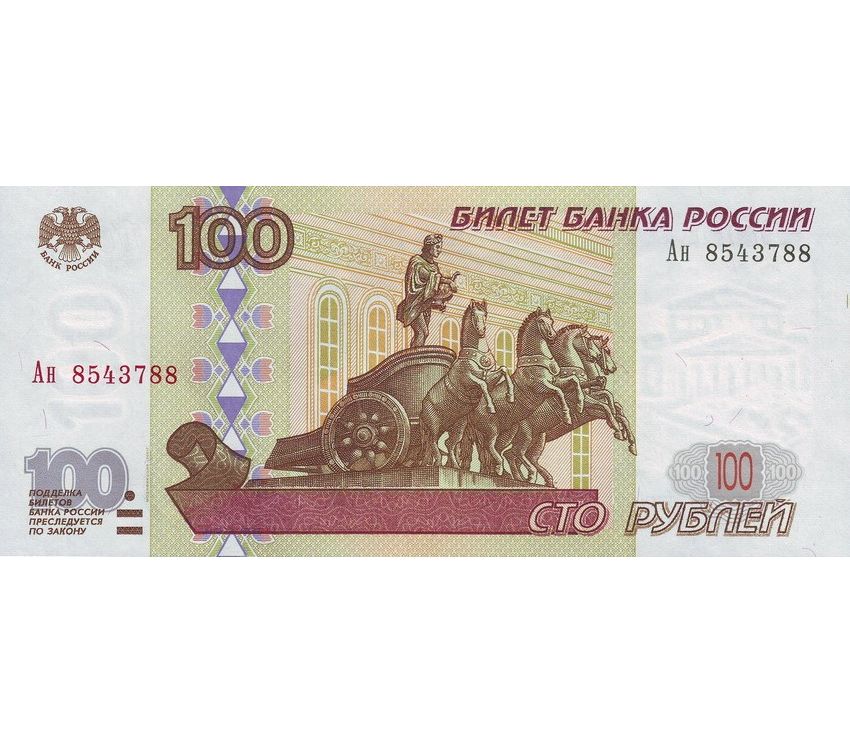 100
БИЛЕТ БАНКА РОССИИ
Ан 8543788
БАНК РОССИИ
Ан 8543788
100
ПОДДЕЛКА
БИЛЕТОВ
БАНКА РОССИИ
ПРЕСЛЕДУЕТСЯ
ПО ЗАКОНУ
100 100 100
СТО РУБЛЕЙ